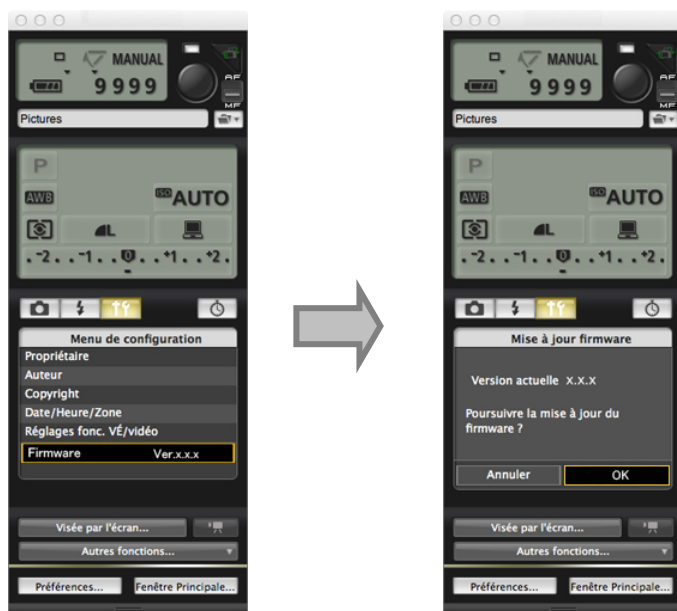 MANUAL
9999
AF
MF
Pictures
P
AWB
ISO AUTO
L
.-2..-1..0..+1..+2.
Menu de configuration
Propriétaire
Auteur
Copyright
Date/Heure/Zone
Réglages fonc. VÉ/vidéo
Firmware Ver.x.x.x
Visée par l'écran...
Autres fonctions...
Préférences... Fenêtre Principale...
MANUAL
9999
AF
MF
Pictures
P
AWB
ISO AUTO
L
.-2..-1..0..+1..+2.
Mise à jour firmware
Version actuelle x.x.x
Poursuivre la mise à jour du
firmware ?
Annuler OK
Visée par l'écran...
Autres fonctions...
Préférences... Fenêtre Principale...